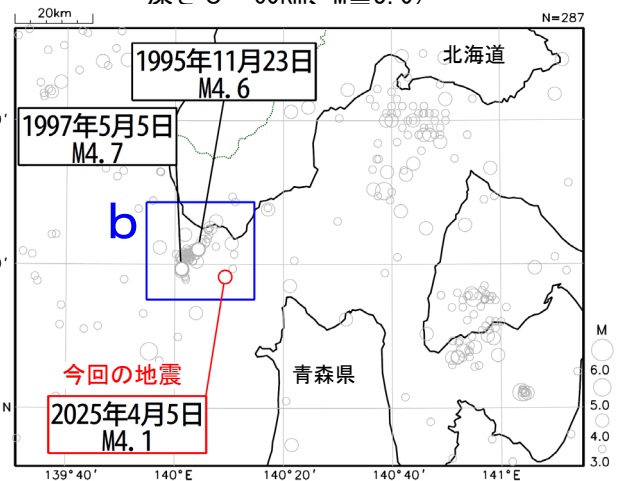 20km
N=287
北海道
1995年11月23日
M4.6
1997年5月5日
M4.7
b
今回の地震
青森県
2025年4月5日
M4.1
M
6.0
5.0
4.0
3.0
N
139°40′
140°E
140°20′
140°40′
141°E